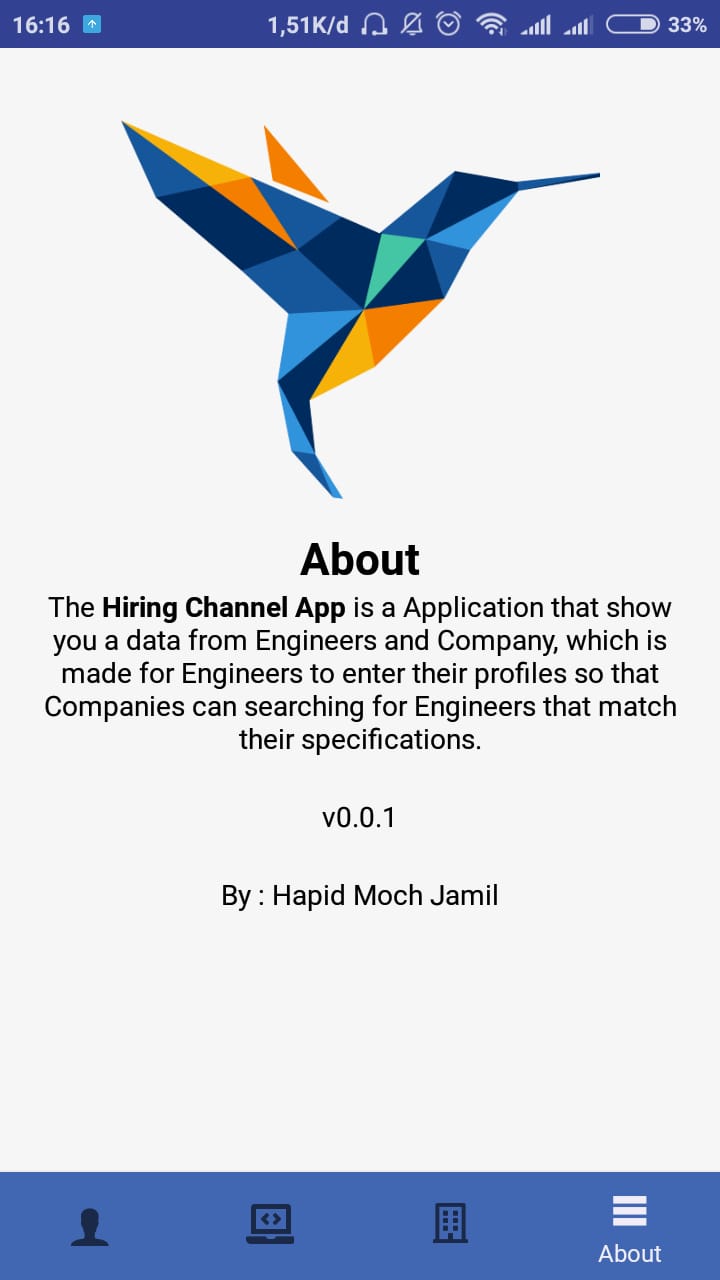 16:16 1,51K/d 33%
About
The Hiring Channel App is a Application that show
you a data from Engineers and Company, which is
made for Engineers to enter their profiles so that
Companies can searching for Engineers that match
their specifications.
v0.0.1
By : Hapid Moch Jamil
About